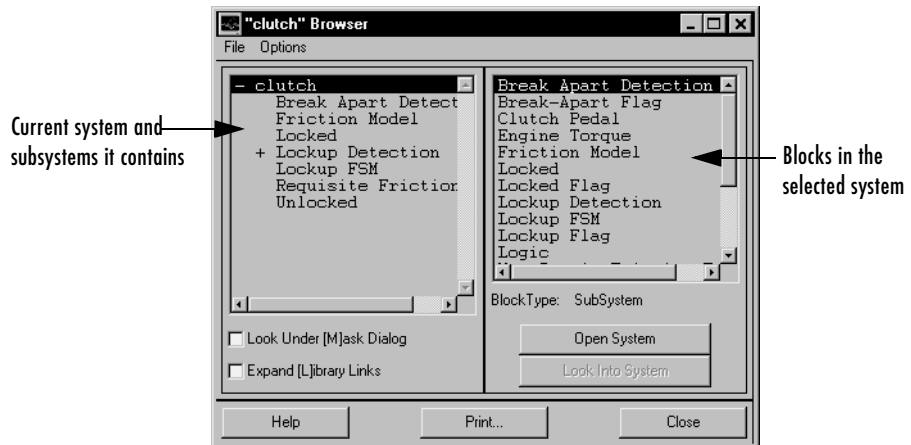 "clutch" Browser
File Options
Current system and
subsystems it contains
- clutch
Break Apart Detect
Friction Model
Locked
+ Lockup Detection
Lockup FSM
Requisite Friction
Unlocked
Look Under [M]ask Dialog
Expand [L]ibrary Links
Break Apart Detection
Break-Apart Flag
Clutch Pedal
Engine Torque
Friction Model
Locked
Locked Flag
Lockup Detection
Lockup FSM
Lockup Flag
Logic
Blocks in the
selected system
BlockType: SubSystem
Open System
Look Into System
Help Print... Close